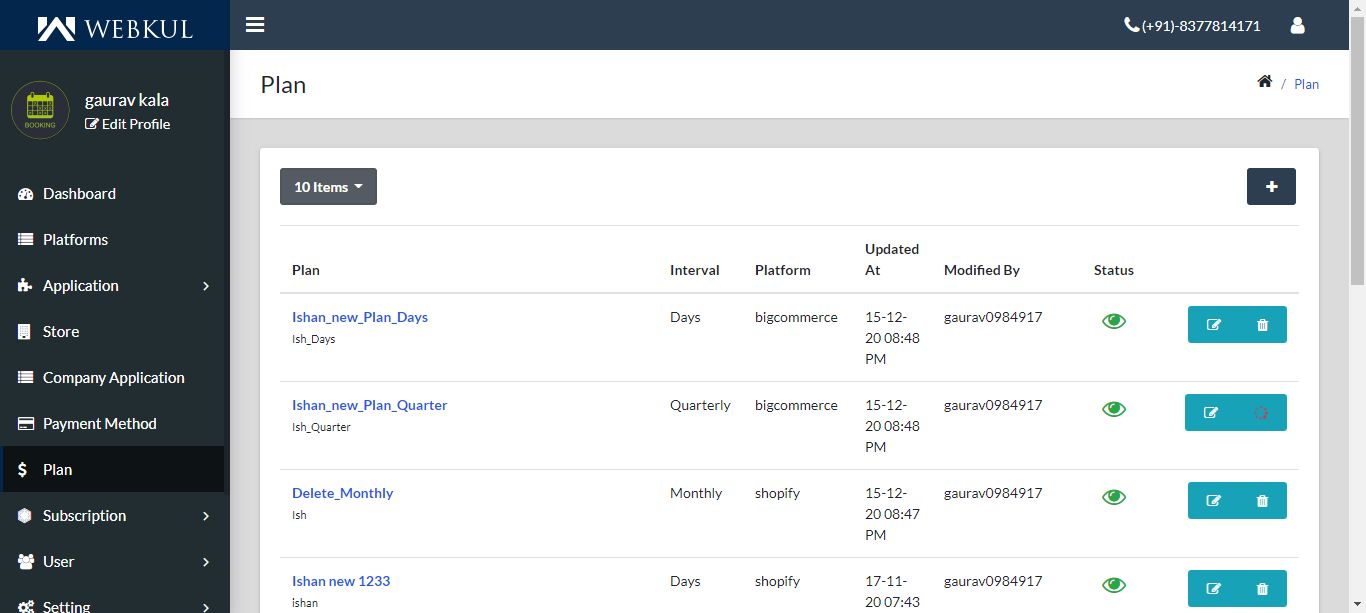 WEBKUL
(+91)-8377814171
BOOKING
gaurav kala
Edit Profile
Dashboard
Platforms
Application
Store
Company Application
Payment Method
Plan
Subscription
User
Setting
Plan
/ Plan
10 Items
Plan Interval Platform Updated At Modified By Status
Ishan_new_Plan_Days Days bigcommerce 15-12- gaurav0984917
Ish_Days 20 08:48
PM
Ishan_new_Plan_Quarter Quarterly bigcommerce 15-12- gaurav0984917
Ish_Quarter 20 08:48
PM
Delete_Monthly Monthly shopify 15-12- gaurav0984917
Ish 20 08:47
PM
Ishan new 1233 Days shopify 17-11- gaurav0984917
ishan 20 07:43